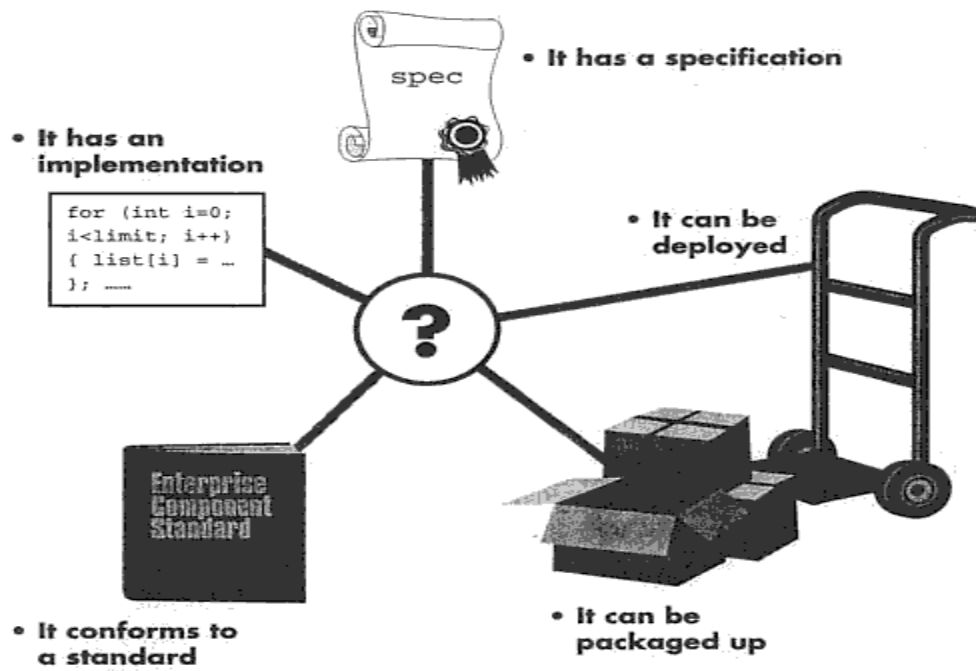 spec
• It has a specification
• It has an
implementation
for (int i=0;
i<limit; i++)
{ list[i] = …
}; ……
• It can be
deployed
?
Enterprise
Component
Standard
• It conforms to
a standard
• It can be
packaged up